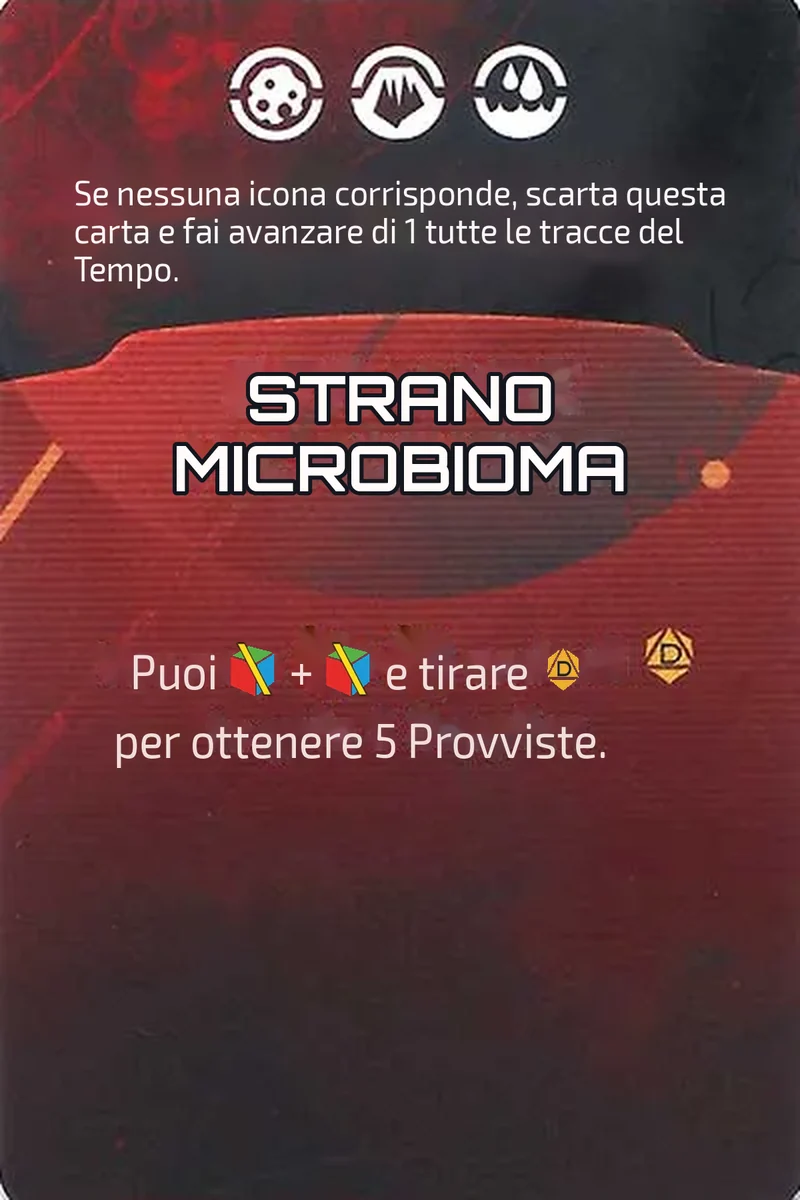 Se nessuna icona corrisponde, scarta questa
carta e fai avanzare di 1 tutte le tracce del
Tempo.
STRANO
MICROBIOMA
Puoi + e tirare D D
per ottenere 5 Provviste.